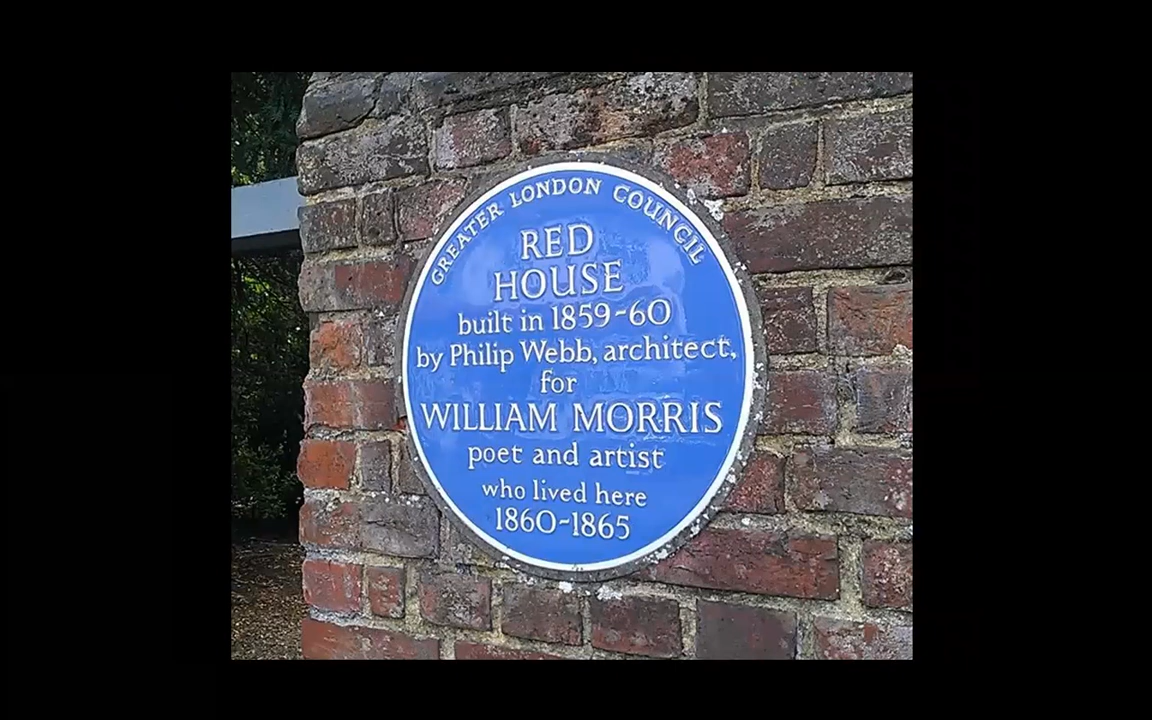 GREATER LONDON COUNCIL
RED
HOUSE
built in 1859-60
by Philip Webb, architect,
for
WILLIAM MORRIS
poet and artist
who lived here
1860-1865